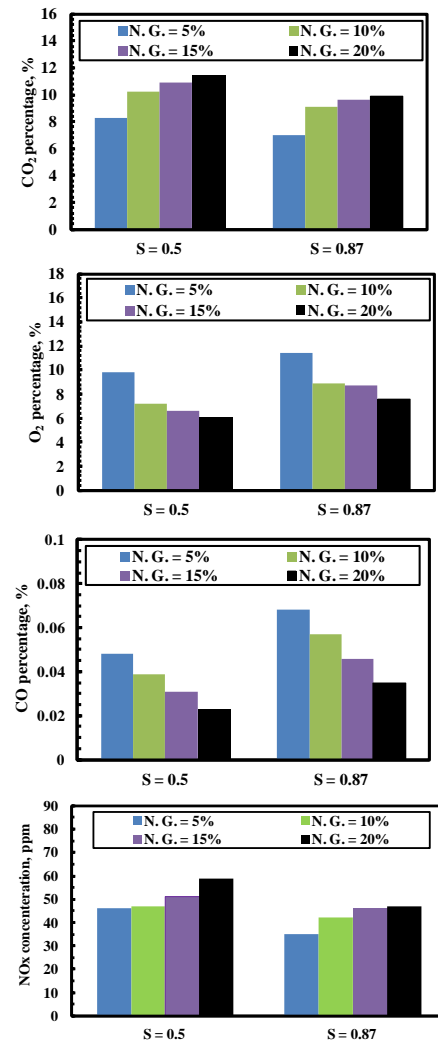 16
14
12
10
8
6
4
2
0
CO₂ percentage, %
N. G. = 5% N. G. = 10%
N. G. = 15% N. G. = 20%
S = 0.5 S = 0.87
18
16
14
12
10
8
6
4
2
0
O₂ percentage, %
N. G. = 5% N. G. = 10%
N. G. = 15% N. G. = 20%
S = 0.5 S = 0.87
0.1
0.08
0.06
0.04
0.02
0
CO percentage, %
N. G. = 5% N. G. = 10%
N. G. = 15% N. G. = 20%
S = 0.5 S = 0.87
90
80
70
60
50
40
30
20
10
0
NOx concenteration, ppm
N. G. = 5% N. G. = 10%
N. G. = 15% N. G. = 20%
S = 0.5 S = 0.87